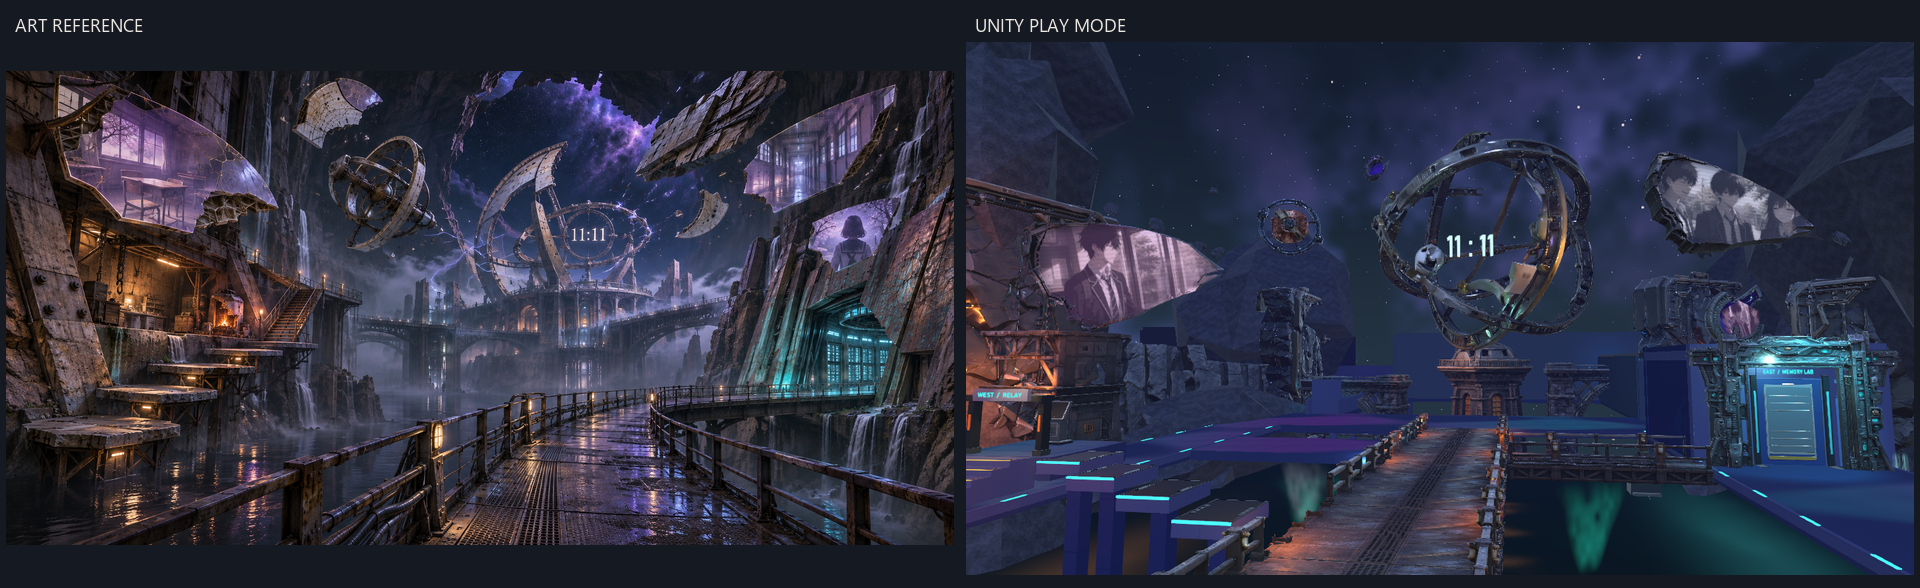 ART REFERENCE
UNITY PLAY MODE
11:11
11:11
WEST / RELAY
EAST / MEMORY LAB